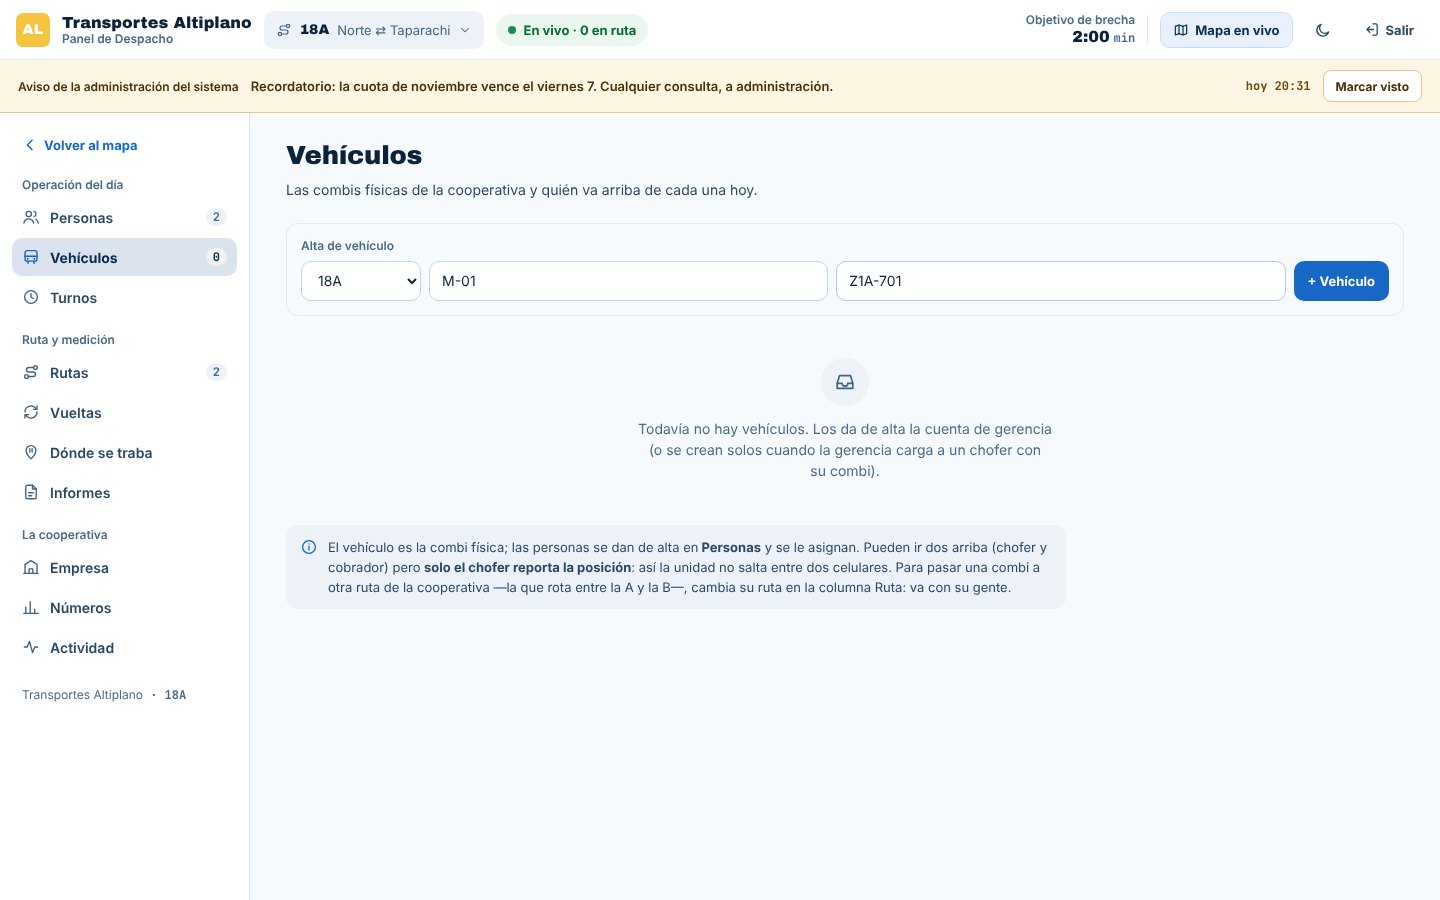 AL
Transportes Altiplano
Panel de Despacho
18A Norte ⇄ Taparachi
En vivo · 0 en ruta
Objetivo de brecha
2:00 min
Mapa en vivo
Salir
Aviso de la administración del sistema
Recordatorio: la cuota de noviembre vence el viernes 7. Cualquier consulta, a administración.
hoy 20:31
Marcar visto
Volver al mapa
Operación del día
Personas 2
Vehículos 0
Turnos
Ruta y medición
Rutas 2
Vueltas
Dónde se traba
Informes
La cooperativa
Empresa
Números
Actividad
Transportes Altiplano · 18A
Vehículos
Las combis físicas de la cooperativa y quién va arriba de cada una hoy.
Alta de vehículo
18A
M-01
Z1A-701
+ Vehículo
Todavía no hay vehículos. Los da de alta la cuenta de gerencia
(o se crean solos cuando la gerencia carga a un chofer con
su combi).
El vehículo es la combi física; las personas se dan de alta en Personas y se le asignan. Pueden ir dos arriba (chofer y
cobrador) pero solo el chofer reporta la posición: así la unidad no salta entre dos celulares. Para pasar una combi a
otra ruta de la cooperativa —la que rota entre la A y la B—, cambia su ruta en la columna Ruta: va con su gente.